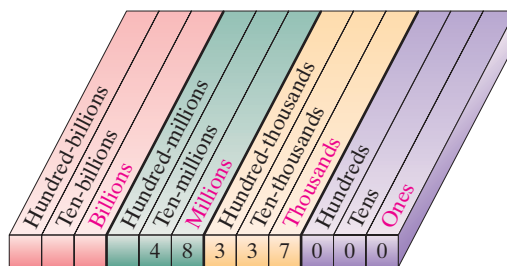 Hundred-billions
Ten-billions
Billions
Hundred-millions
Ten-millions
Millions
Hundred-thousands
Ten-thousands
Thousands
Hundreds
Tens
Ones
4 8 3 3 7 0 0 0